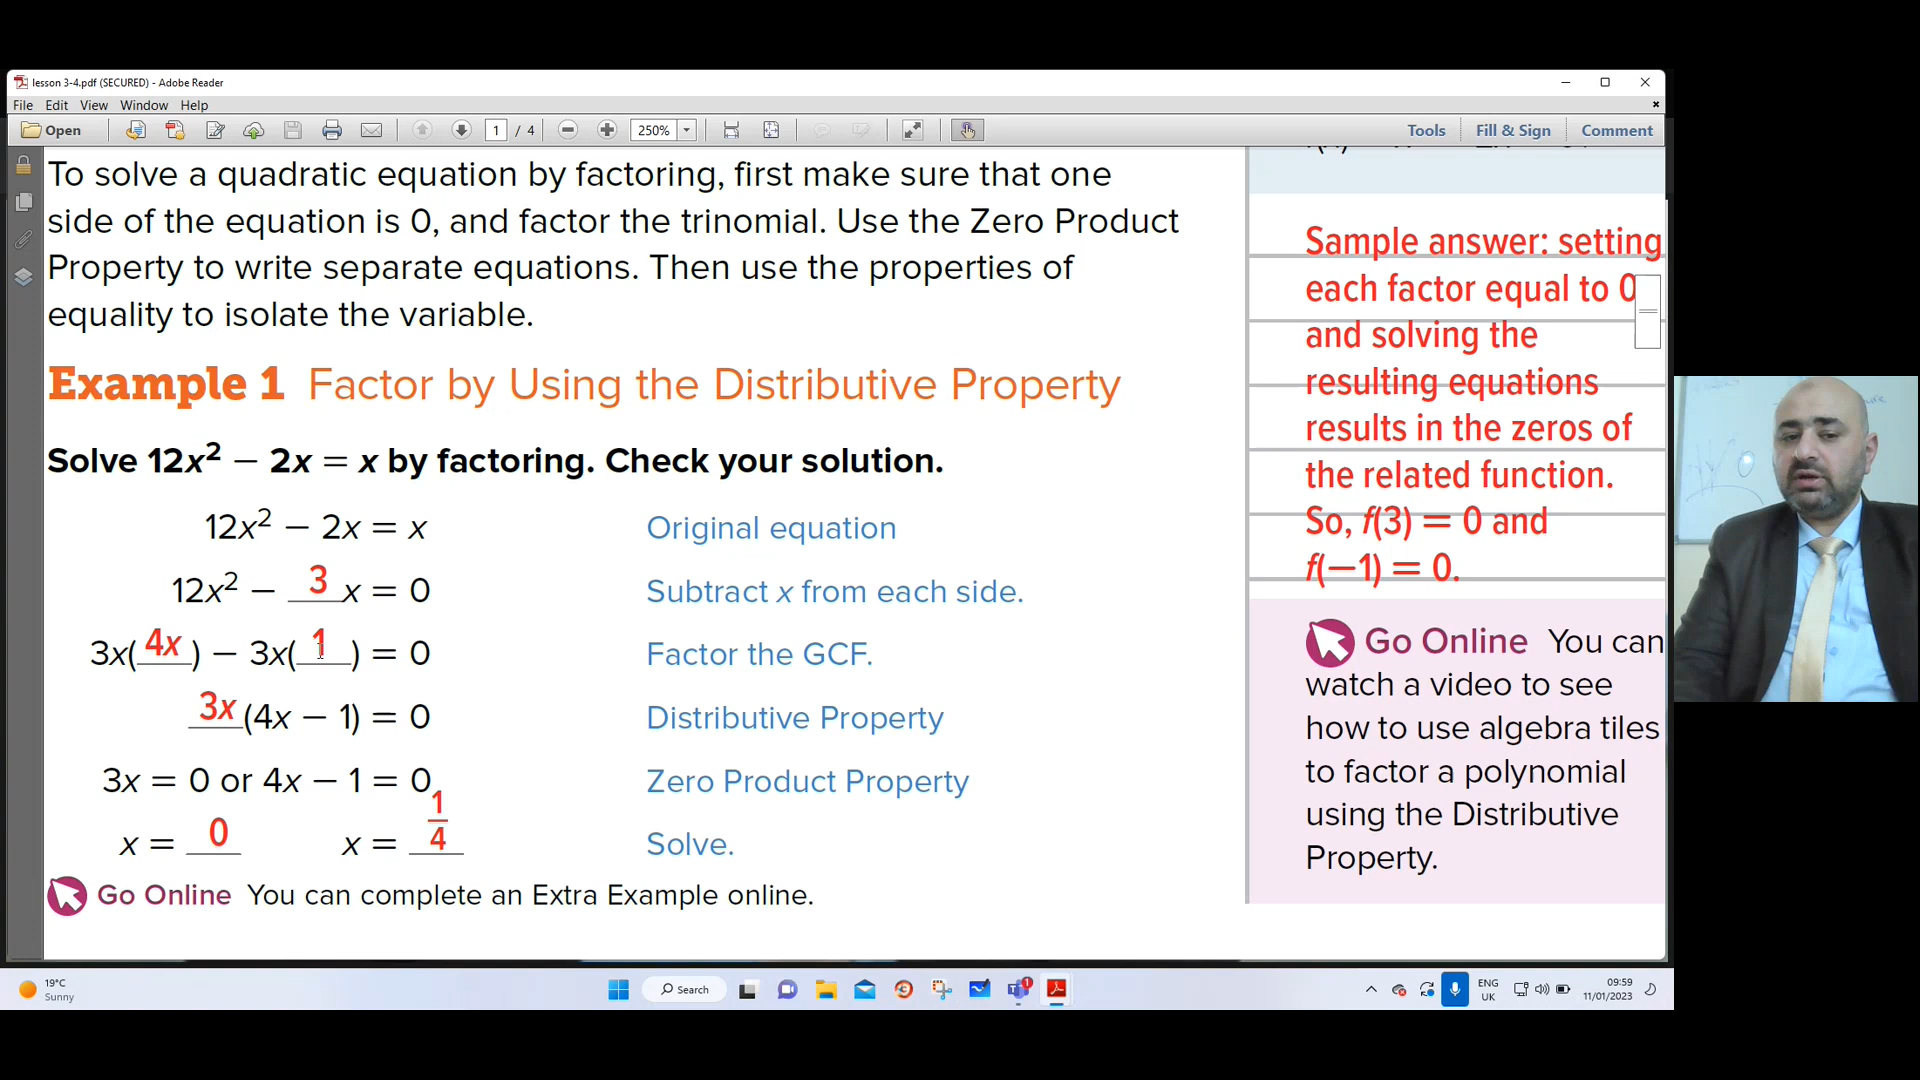 lesson 3-4.pdf (SECURED) - Adobe Reader
File Edit View Window Help
Open 1 / 4 250% Tools Fill & Sign Comment
To solve a quadratic equation by factoring, first make sure that one
side of the equation is 0, and factor the trinomial. Use the Zero Product
Property to write separate equations. Then use the properties of
equality to isolate the variable.
Example 1 Factor by Using the Distributive Property
Solve 12x² − 2x = x by factoring. Check your solution.
12x² − 2x = x Original equation
12x² − 3x = 0 Subtract x from each side.
3x(4x) − 3x(1) = 0 Factor the GCF.
3x(4x − 1) = 0 Distributive Property
3x = 0 or 4x − 1 = 0 Zero Product Property
x = 0 x = 1/4 Solve.
Go Online You can complete an Extra Example online.
Sample answer: setting
each factor equal to 0
and solving the
resulting equations
results in the zeros of
the related function.
So, f(3) = 0 and
f(−1) = 0.
Go Online You can
watch a video to see
how to use algebra tiles
to factor a polynomial
using the Distributive
Property.
19°C
Sunny
Search
1
ENG
UK
09:59
11/01/2023